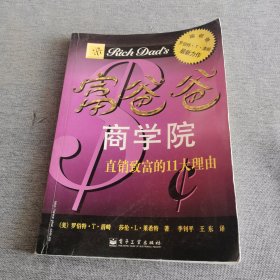 Rich Dad's
富爸爸
商学院
直销致富的11大理由
(美) 罗伯特·T·清崎 莎伦·L·莱希特 著 李钊平 王东 译
电子工业出版社